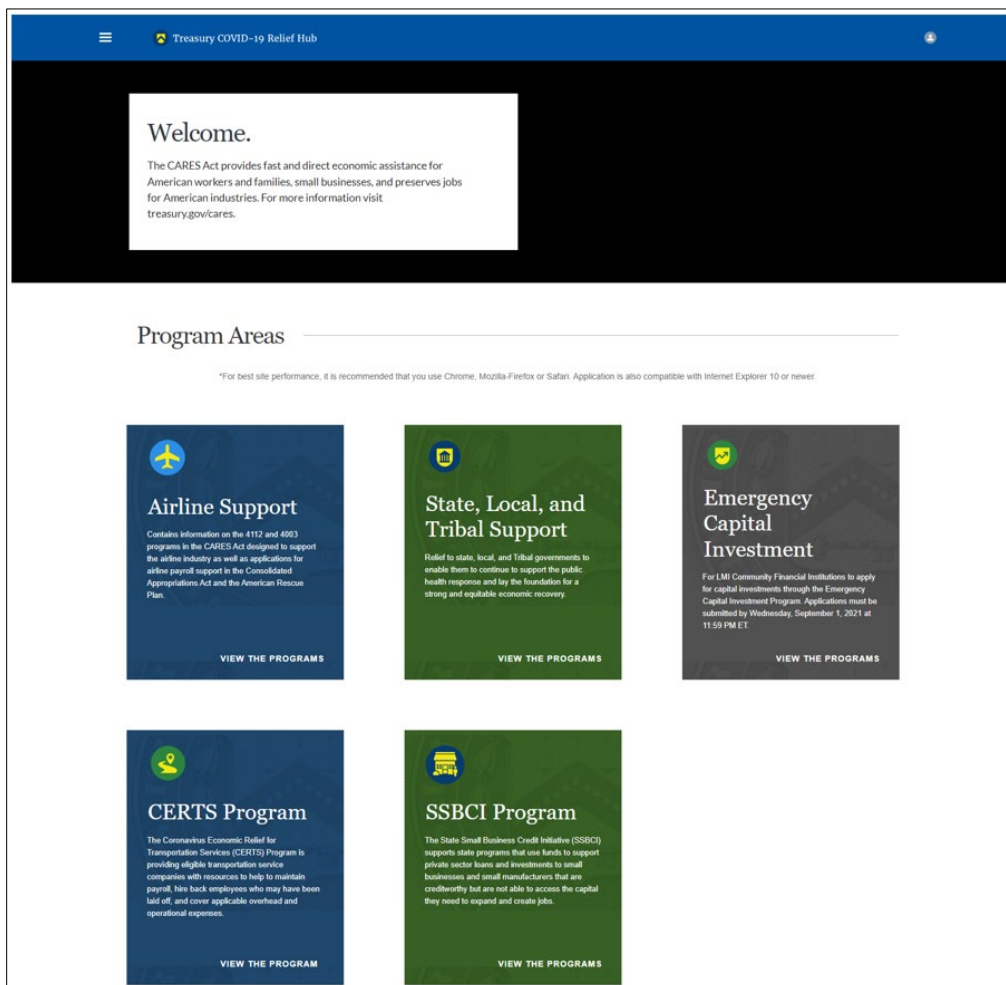 Treasury COVID-19 Relief Hub
Welcome.
The CARES Act provides fast and direct economic assistance for
American workers and families, small businesses, and preserves jobs
for American industries. For more information visit
treasury.gov/cares.
Program Areas
*For best site performance, it is recommended that you use Chrome, Mozilla-Firefox or Safari. Application is also compatible with Internet Explorer 10 or newer.
Airline Support
Contains information on the 4112 and 4003
programs in the CARES Act designed to support
the airline industry as well as applications for
airline payroll support in the Consolidated
Appropriations Act and the American Rescue
Plan.
VIEW THE PROGRAMS
State, Local, and
Tribal Support
Relief to state, local, and Tribal governments to
enable them to continue to support the public
health response and lay the foundation for a
strong and equitable economic recovery.
VIEW THE PROGRAMS
Emergency
Capital
Investment
For LMI Community Financial Institutions to apply
for capital investments through the Emergency
Capital Investment Program. Applications must be
submitted by Wednesday, September 1, 2021 at
11:59 PM ET.
VIEW THE PROGRAMS
CERTS Program
The Coronavirus Economic Relief for
Transportation Services (CERTS) Program is
providing eligible transportation service
companies with resources to help to maintain
payroll, hire back employees who may have been
laid off, and cover applicable overhead and
operational expenses.
VIEW THE PROGRAM
SSBCI Program
The State Small Business Credit Initiative (SSBCI)
supports state programs that use funds to support
private sector loans and investments to small
businesses and small manufacturers that are
creditworthy but are not able to access the capital
they need to expand and create jobs.
VIEW THE PROGRAMS